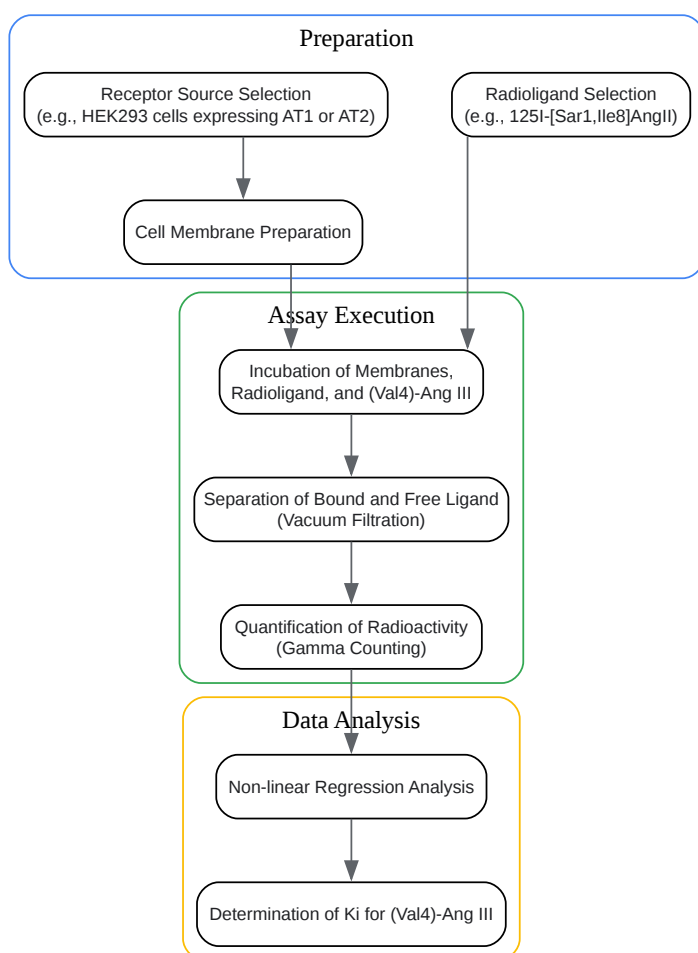 Preparation
Receptor Source Selection
(e.g., HEK293 cells expressing AT1 or AT2)
Radioligand Selection
(e.g., 125I-[Sar1,Ile8]AngII)
Cell Membrane Preparation
Assay Execution
Incubation of Membranes,
Radioligand, and (Val4)-Ang III
Separation of Bound and Free Ligand
(Vacuum Filtration)
Quantification of Radioactivity
(Gamma Counting)
Data Analysis
Non-linear Regression Analysis
Determination of Ki for (Val4)-Ang III